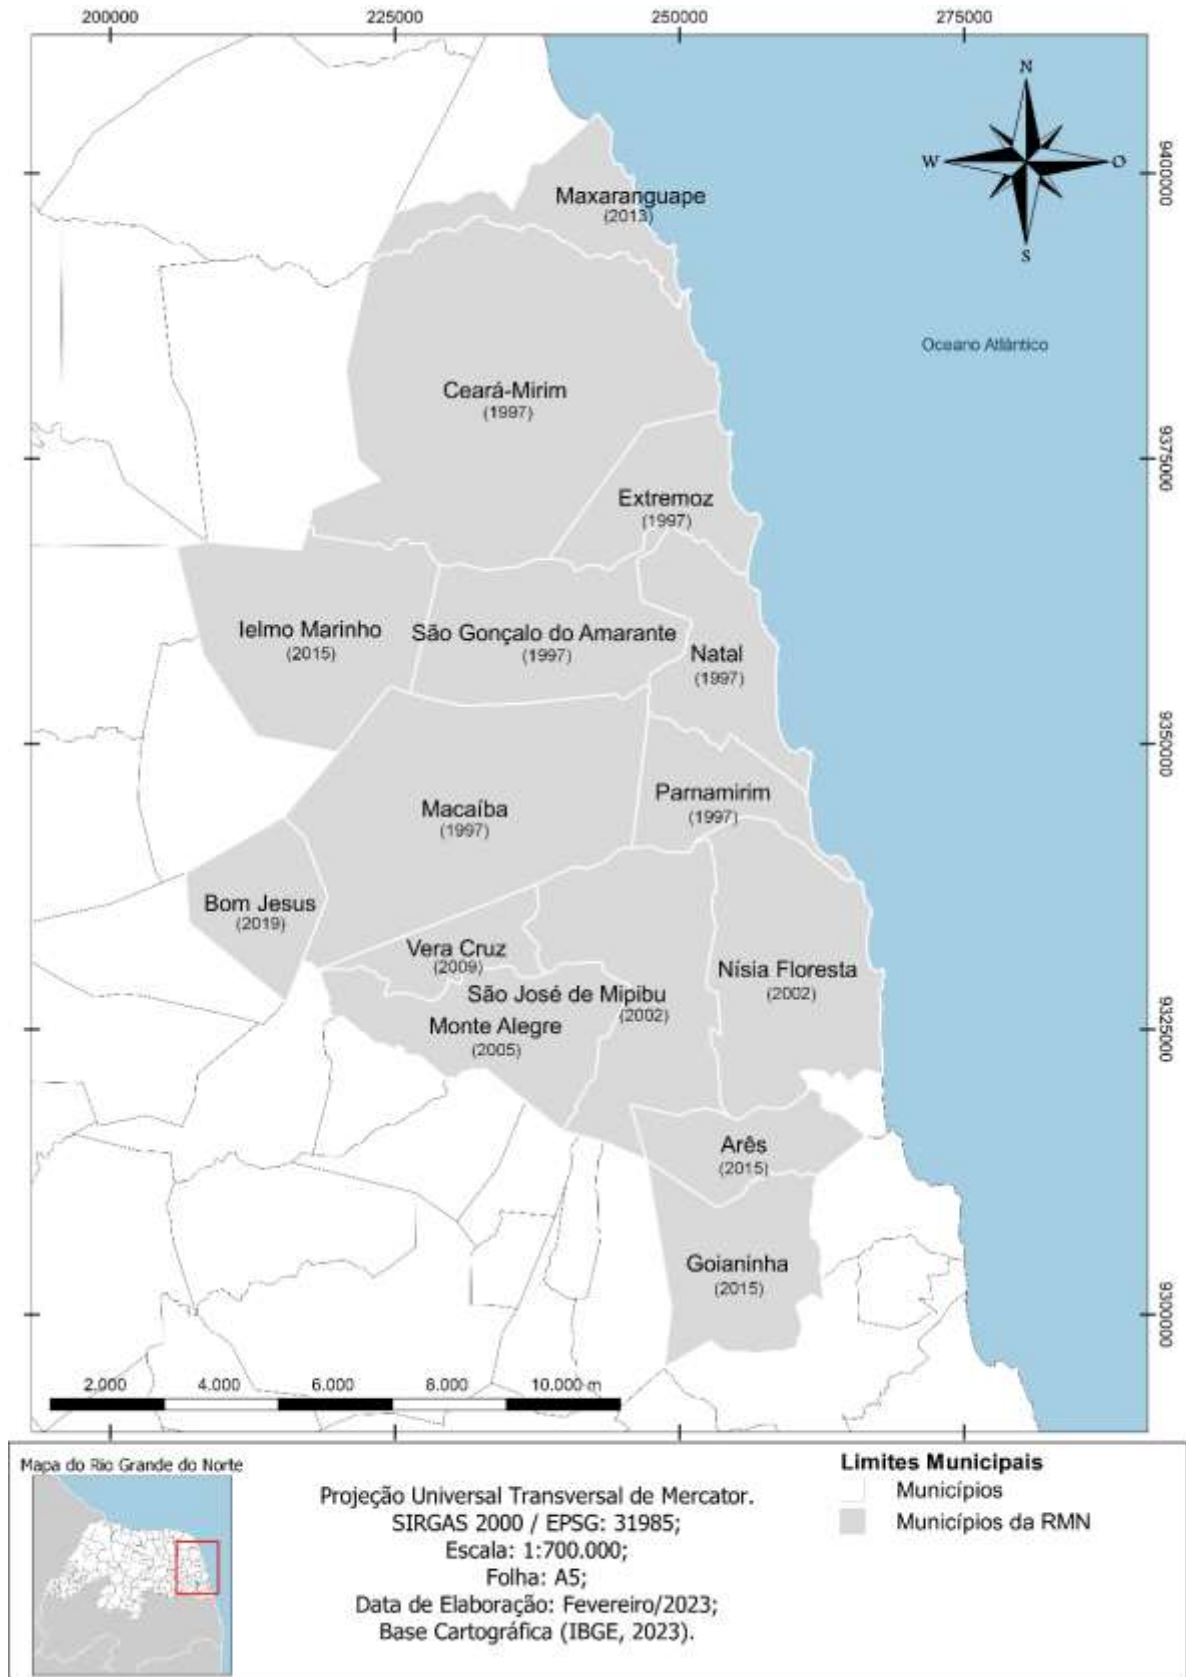 200000 225000 250000 275000
N
W O
S
9400000
Maxaranguape
(2013)
Oceano Atlântico
Ceará-Mirim
(1997)
9375000
Extremoz
(1997)
Ielmo Marinho
(2015)
São Gonçalo do Amarante
(1997)
Natal
(1997)
9350000
Parnamirim
(1997)
Macaíba
(1997)
Bom Jesus
(2019)
Vera Cruz
(2009)
Nísia Floresta
(2002)
São José de Mipibu
(2002)
Monte Alegre
(2005)
9325000
Arês
(2015)
Goianinha
(2015)
9300000
2.000 4.000 6.000 8.000 10.000 m
Mapa do Rio Grande do Norte
Projeção Universal Transversal de Mercator.
SIRGAS 2000 / EPSG: 31985;
Escala: 1:700.000;
Folha: A5;
Data de Elaboração: Fevereiro/2023;
Base Cartográfica (IBGE, 2023).
Limites Municipais
Municípios
Municípios da RMN